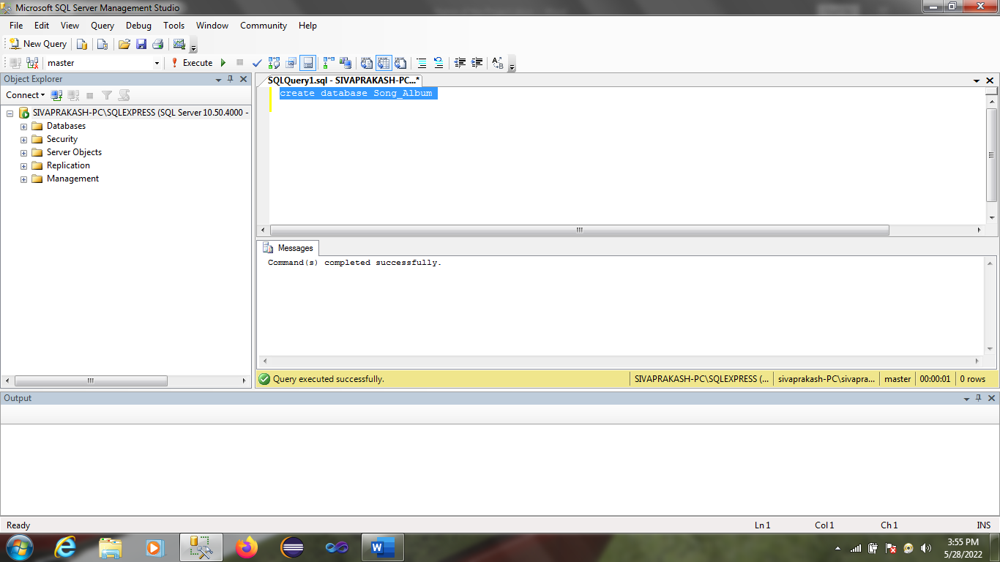 Microsoft SQL Server Management Studio
File Edit View Query Debug Tools Window Community Help
New Query
master Execute
Object Explorer
Connect
SIVAPRAKASH-PC\SQLEXPRESS (SQL Server 10.50.4000 -
Databases
Security
Server Objects
Replication
Management
SQLQuery1.sql - SIVAPRAKASH-PC...*
create database Song_Album
Messages
Command(s) completed successfully.
Query executed successfully. SIVAPRAKASH-PC\SQLEXPRESS (... sivaprakash-PC\sivapra... master 00:00:01 0 rows
Output
Ready Ln 1 Col 1 Ch 1 INS
3:55 PM
5/28/2022